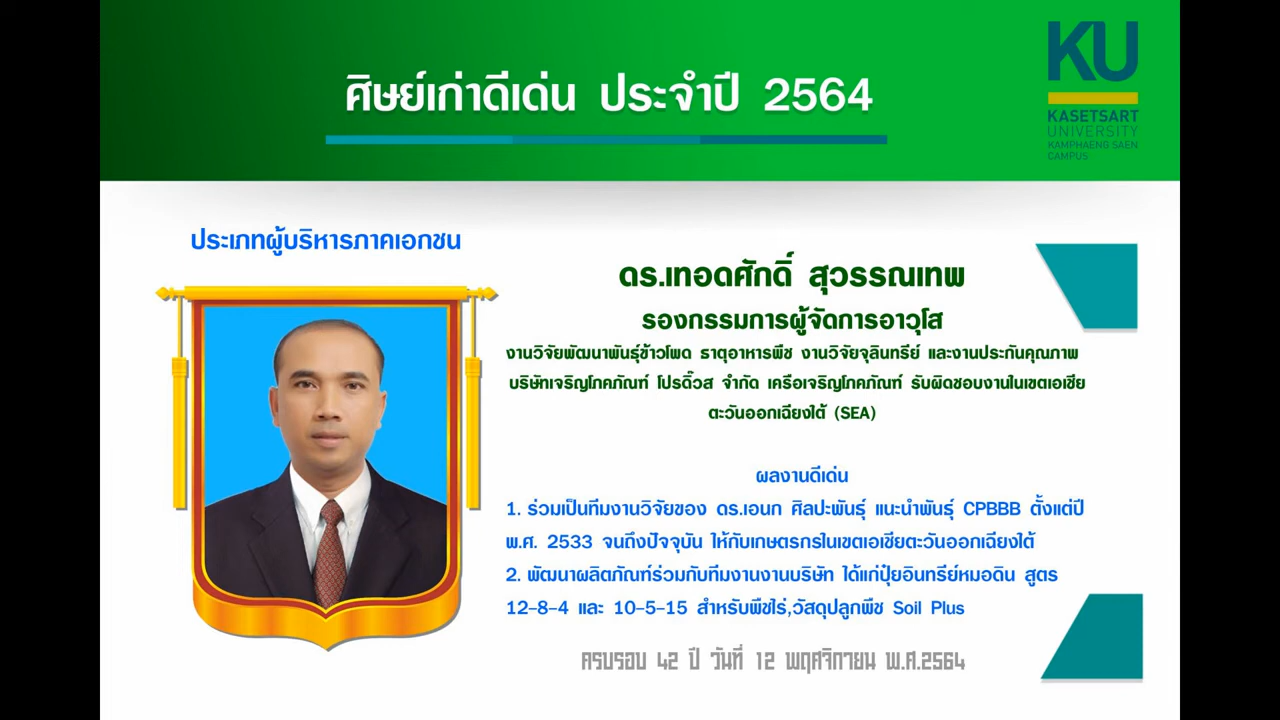 ศิษย์เก่าดีเด่น ประจำปี 2564
KU
KASETSART
UNIVERSITY
KAMPHAENG SAEN
CAMPUS
ประเภทผู้บริหารภาคเอกชน
ดร.เทอดศักดิ์ สุวรรณเทพ
รองกรรมการผู้จัดการอาวุโส
งานวิจัยพัฒนาพันธุ์ข้าวโพด ธาตุอาหารพืช งานวิจัยจุลินทรีย์ และงานประกันคุณภาพ
บริษัทเจริญโภคภัณฑ์ โปรดิ๊วส จำกัด เครือเจริญโภคภัณฑ์ รับผิดชอบงานในเขตเอเชีย
ตะวันออกเฉียงใต้ (SEA)
ผลงานดีเด่น
1. ร่วมเป็นทีมงานวิจัยของ ดร.เอนก ศิลปะพันธุ์ แนะนำพันธุ์ CPBBB ตั้งแต่ปี
พ.ศ. 2533 จนถึงปัจจุบัน ให้กับเกษตรกรในเขตเอเชียตะวันออกเฉียงใต้
2. พัฒนาผลิตภัณฑ์ร่วมกับทีมงานงานบริษัท ได้แก่ปุ๋ยอินทรีย์หมอดิน สูตร
12-8-4 และ 10-5-15 สำหรับพืชไร่,วัสดุปลูกพืช Soil Plus
ครบรอบ 42 ปี วันที่ 12 พฤศจิกายน พ.ศ.2564